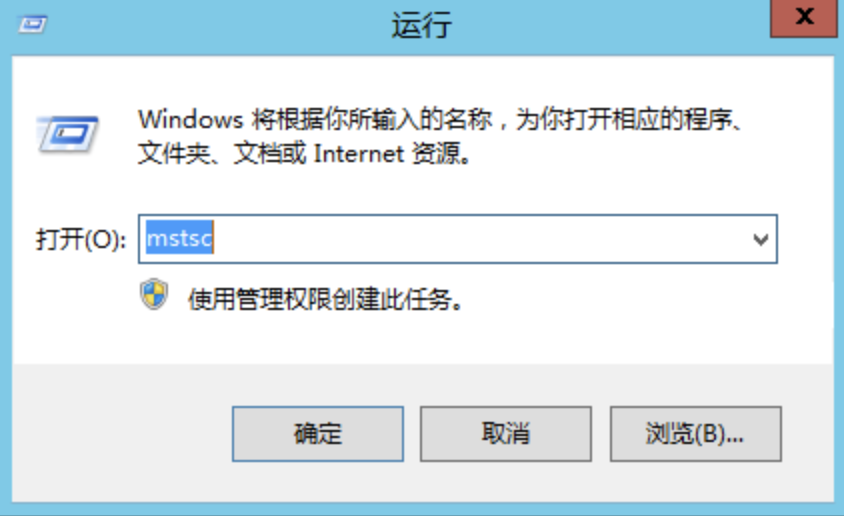 运行
Windows 将根据你所输入的名称，为你打开相应的程序、
文件夹、文档或 Internet 资源。
打开(O): mstsc
使用管理权限创建此任务。
确定 取消 浏览(B)...